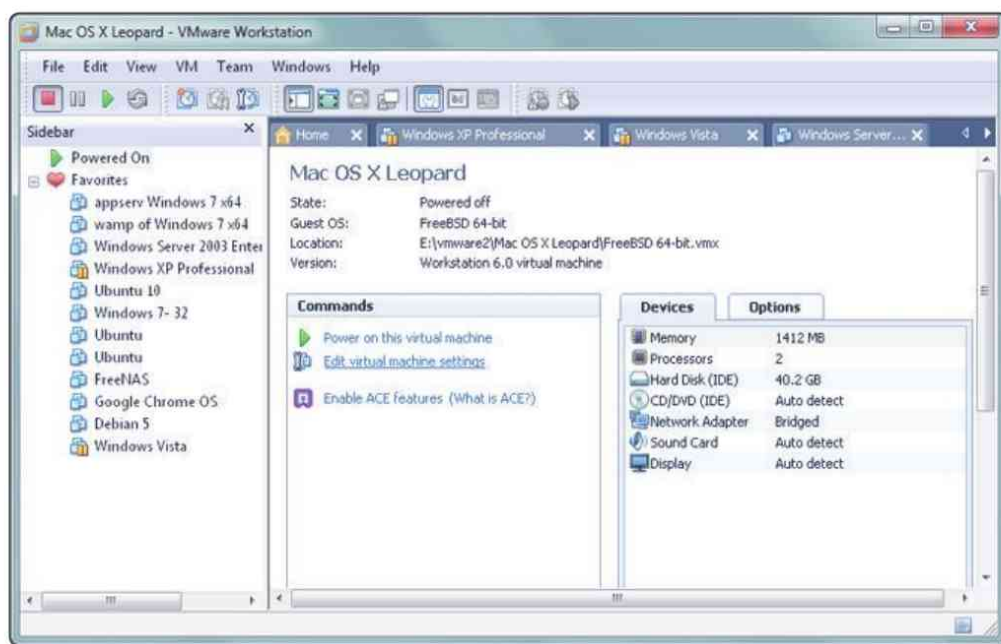 Mac OS X Leopard - VMware Workstation
File Edit View VM Team Windows Help
Sidebar
Home Windows XP Professional Windows Vista Windows Server...
Powered On
Favorites
appserv Windows 7 x64
wamp of Windows 7 x64
Windows Server 2003 Enter
Windows XP Professional
Ubuntu 10
Windows 7- 32
Ubuntu
Ubuntu
FreeNAS
Google Chrome OS
Debian 5
Windows Vista
Mac OS X Leopard
State: Powered off
Guest OS: FreeBSD 64-bit
Location: E:\vmware2\Mac OS X Leopard\FreeBSD 64-bit.vmx
Version: Workstation 6.0 virtual machine
Commands
Power on this virtual machine
Edit virtual machine settings
Enable ACE features (What is ACE?)
Devices Options
Memory 1412 MB
Processors 2
Hard Disk (IDE) 40.2 GB
CD/DVD (IDE) Auto detect
Network Adapter Bridged
Sound Card Auto detect
Display Auto detect